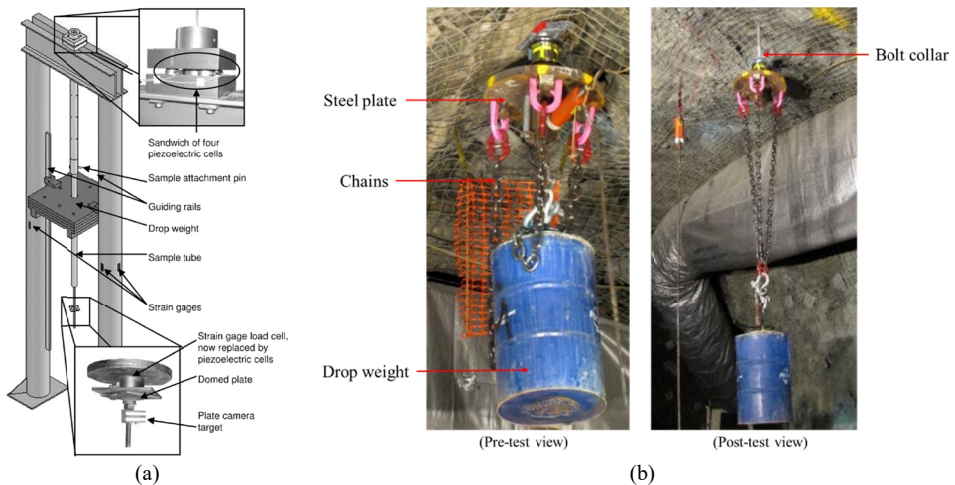 Sandwich of four
piezoelectric cells
Sample attachment pin
Guiding rails
Drop weight
Sample tube
Strain gages
Strain gage load cell,
now replaced by
piezoelectric cells
Domed plate
Plate camera
target
(a)
Steel plate
Chains
Drop weight
(Pre-test view)
Bolt collar
(Post-test view)
(b)